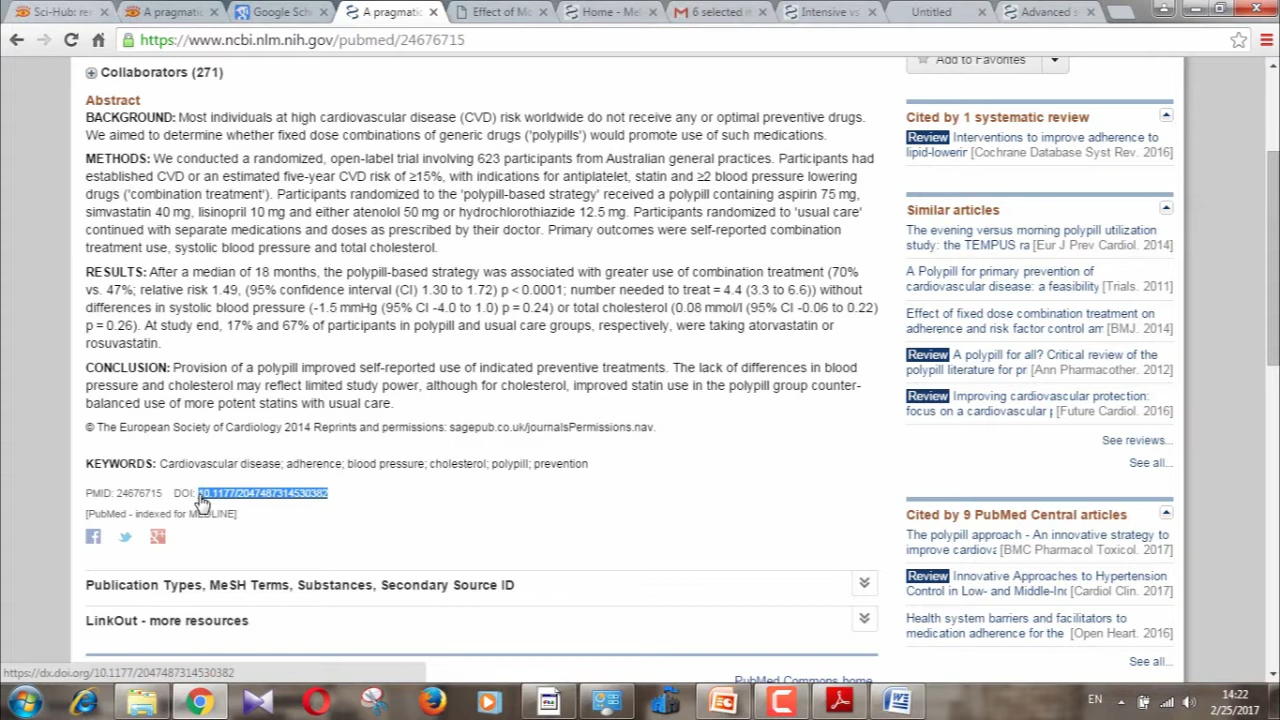 Sci-Hub: re
A pragmatic
Google Sch
A pragmatic
Effect of Mo
Home - Me
6 selected i
Intensive vs
Untitled
Advanced s
https://www.ncbi.nlm.nih.gov/pubmed/24676715
Collaborators (271)
Abstract
BACKGROUND: Most individuals at high cardiovascular disease (CVD) risk worldwide do not receive any or optimal preventive drugs.
We aimed to determine whether fixed dose combinations of generic drugs ('polypills') would promote use of such medications.
METHODS: We conducted a randomized, open-label trial involving 623 participants from Australian general practices. Participants had
established CVD or an estimated five-year CVD risk of ≥15%, with indications for antiplatelet, statin and ≥2 blood pressure lowering
drugs ('combination treatment'). Participants randomized to the 'polypill-based strategy' received a polypill containing aspirin 75 mg,
simvastatin 40 mg, lisinopril 10 mg and either atenolol 50 mg or hydrochlorothiazide 12.5 mg. Participants randomized to 'usual care'
continued with separate medications and doses as prescribed by their doctor. Primary outcomes were self-reported combination
treatment use, systolic blood pressure and total cholesterol.
RESULTS: After a median of 18 months, the polypill-based strategy was associated with greater use of combination treatment (70%
vs. 47%; relative risk 1.49, (95% confidence interval (CI) 1.30 to 1.72) p < 0.0001; number needed to treat = 4.4 (3.3 to 6.6)) without
differences in systolic blood pressure (-1.5 mmHg (95% CI -4.0 to 1.0) p = 0.24) or total cholesterol (0.08 mmol/l (95% CI -0.06 to 0.22)
p = 0.26). At study end, 17% and 67% of participants in polypill and usual care groups, respectively, were taking atorvastatin or
rosuvastatin.
CONCLUSION: Provision of a polypill improved self-reported use of indicated preventive treatments. The lack of differences in blood
pressure and cholesterol may reflect limited study power, although for cholesterol, improved statin use in the polypill group counter-
balanced use of more potent statins with usual care.
© The European Society of Cardiology 2014 Reprints and permissions: sagepub.co.uk/journalsPermissions.nav.
KEYWORDS: Cardiovascular disease; adherence; blood pressure; cholesterol; polypill; prevention
PMID: 24676715 DOI: 10.1177/2047487314530382
[PubMed - indexed for MEDLINE]
Publication Types, MeSH Terms, Substances, Secondary Source ID
LinkOut - more resources
https://dx.doi.org/10.1177/2047487314530382
PubMed Commons home
Add to Favorites
Cited by 1 systematic review
Review Interventions to improve adherence to
lipid-lowerir [Cochrane Database Syst Rev. 2016]
Similar articles
The evening versus morning polypill utilization
study: the TEMPUS ra [Eur J Prev Cardiol. 2014]
A Polypill for primary prevention of
cardiovascular disease: a feasibility [Trials. 2011]
Effect of fixed dose combination treatment on
adherence and risk factor control am [BMJ. 2014]
Review A polypill for all? Critical review of the
polypill literature for pr [Ann Pharmacother. 2012]
Review Improving cardiovascular protection:
focus on a cardiovascular p [Future Cardiol. 2016]
See reviews...
See all...
Cited by 9 PubMed Central articles
The polypill approach - An innovative strategy to
improve cardiova [BMC Pharmacol Toxicol. 2017]
Review Innovative Approaches to Hypertension
Control in Low- and Middle-Inc [Cardiol Clin. 2017]
Health system barriers and facilitators to
medication adherence for the [Open Heart. 2016]
See all...
EN
14:22
2/25/2017